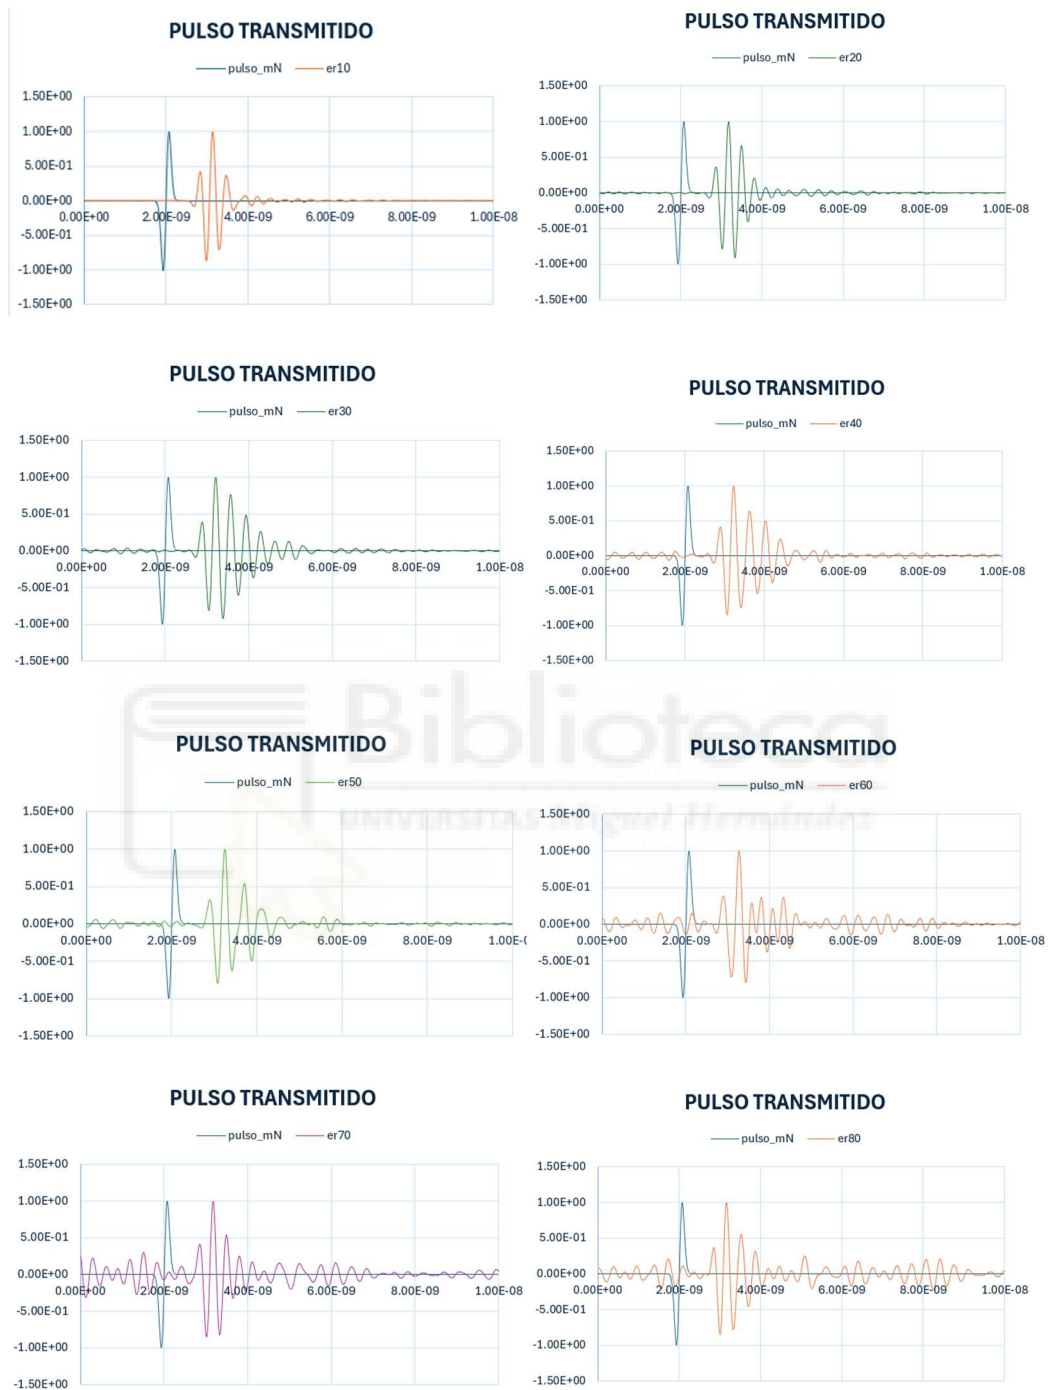 PULSO TRANSMITIDO
pulso_mN er10
1.50E+00
1.00E+00
5.00E-01
0.00E+00
0.00E+00 2.00E-09 4.00E-09 6.00E-09 8.00E-09 1.00E-08
-5.00E-01
-1.00E+00
-1.50E+00
PULSO TRANSMITIDO
pulso_mN er20
1.50E+00
1.00E+00
5.00E-01
0.00E+00
0.00E+00 2.00E-09 4.00E-09 6.00E-09 8.00E-09 1.00E-08
-5.00E-01
-1.00E+00
-1.50E+00
PULSO TRANSMITIDO
pulso_mN er30
1.50E+00
1.00E+00
5.00E-01
0.00E+00
0.00E+00 2.00E-09 4.00E-09 6.00E-09 8.00E-09 1.00E-08
-5.00E-01
-1.00E+00
-1.50E+00
PULSO TRANSMITIDO
pulso_mN er40
1.50E+00
1.00E+00
5.00E-01
0.00E+00
0.00E+00 2.00E-09 4.00E-09 6.00E-09 8.00E-09 1.00E-08
-5.00E-01
-1.00E+00
-1.50E+00
Biblioteca
UNIVERSITAS Miguel Hernández
PULSO TRANSMITIDO
pulso_mN er50
1.50E+00
1.00E+00
5.00E-01
0.00E+00
0.00E+00 2.00E-09 4.00E-09 6.00E-09 8.00E-09 1.00E-(
-5.00E-01
-1.00E+00
-1.50E+00
PULSO TRANSMITIDO
pulso_mN er60
1.50E+00
1.00E+00
5.00E-01
0.00E+00
0.00E+00 2.00E-09 4.00E-09 6.00E-09 8.00E-09 1.00E-08
-5.00E-01
-1.00E+00
-1.50E+00
PULSO TRANSMITIDO
pulso_mN er70
1.50E+00
1.00E+00
5.00E-01
0.00E+00
0.00E+00 2.00E-09 4.00E-09 6.00E-09 8.00E-09 1.00E-08
-5.00E-01
-1.00E+00
-1.50E+00
PULSO TRANSMITIDO
pulso_mN er80
1.50E+00
1.00E+00
5.00E-01
0.00E+00
0.00E+00 2.00E-09 4.00E-09 6.00E-09 8.00E-09 1.00E-08
-5.00E-01
-1.00E+00
-1.50E+00